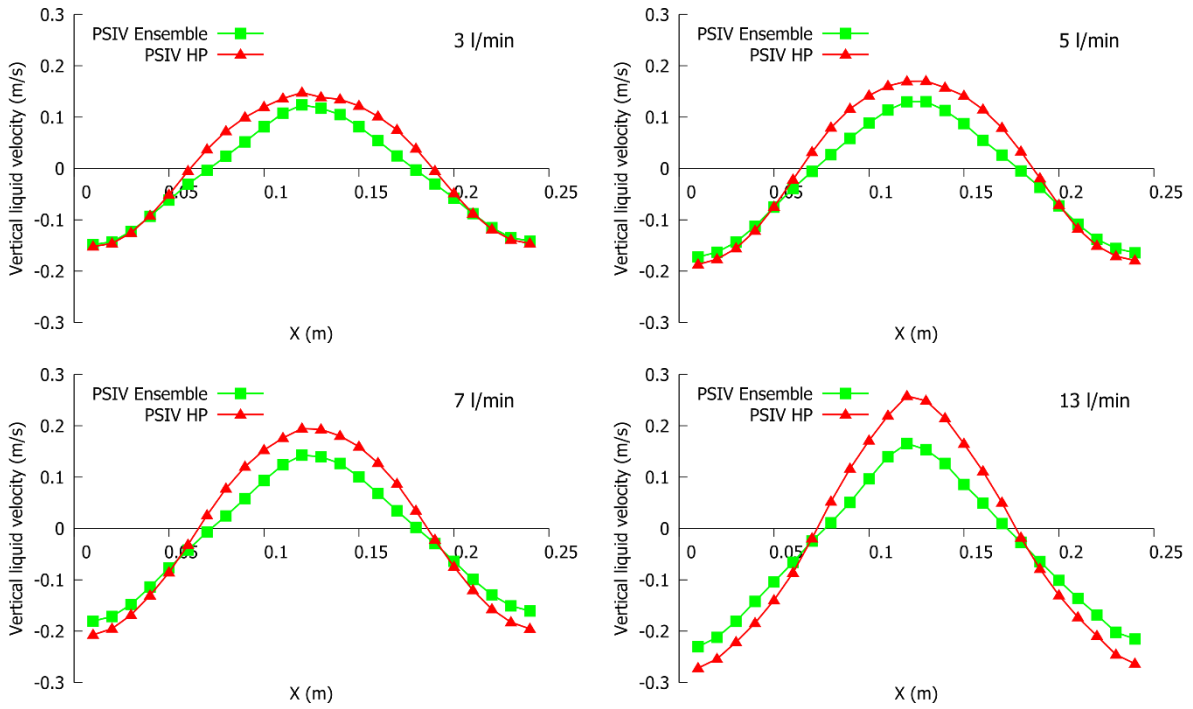 0.3
PSIV Ensemble
3 l/min
PSIV HP
0.2
0.1
0
0 0.05 0.1 0.15 0.2 0.25
-0.1
-0.2
-0.3
Vertical liquid velocity (m/s)
X (m)
0.3
PSIV Ensemble
5 l/min
PSIV HP
0.2
0.1
0
0 0.05 0.1 0.15 0.2 0.25
-0.1
-0.2
-0.3
Vertical liquid velocity (m/s)
X (m)
0.3
PSIV Ensemble
7 l/min
PSIV HP
0.2
0.1
0
0 0.05 0.1 0.15 0.2 0.25
-0.1
-0.2
-0.3
Vertical liquid velocity (m/s)
X (m)
0.3
PSIV Ensemble
13 l/min
PSIV HP
0.2
0.1
0
0 0.05 0.1 0.15 0.2 0.25
-0.1
-0.2
-0.3
Vertical liquid velocity (m/s)
X (m)